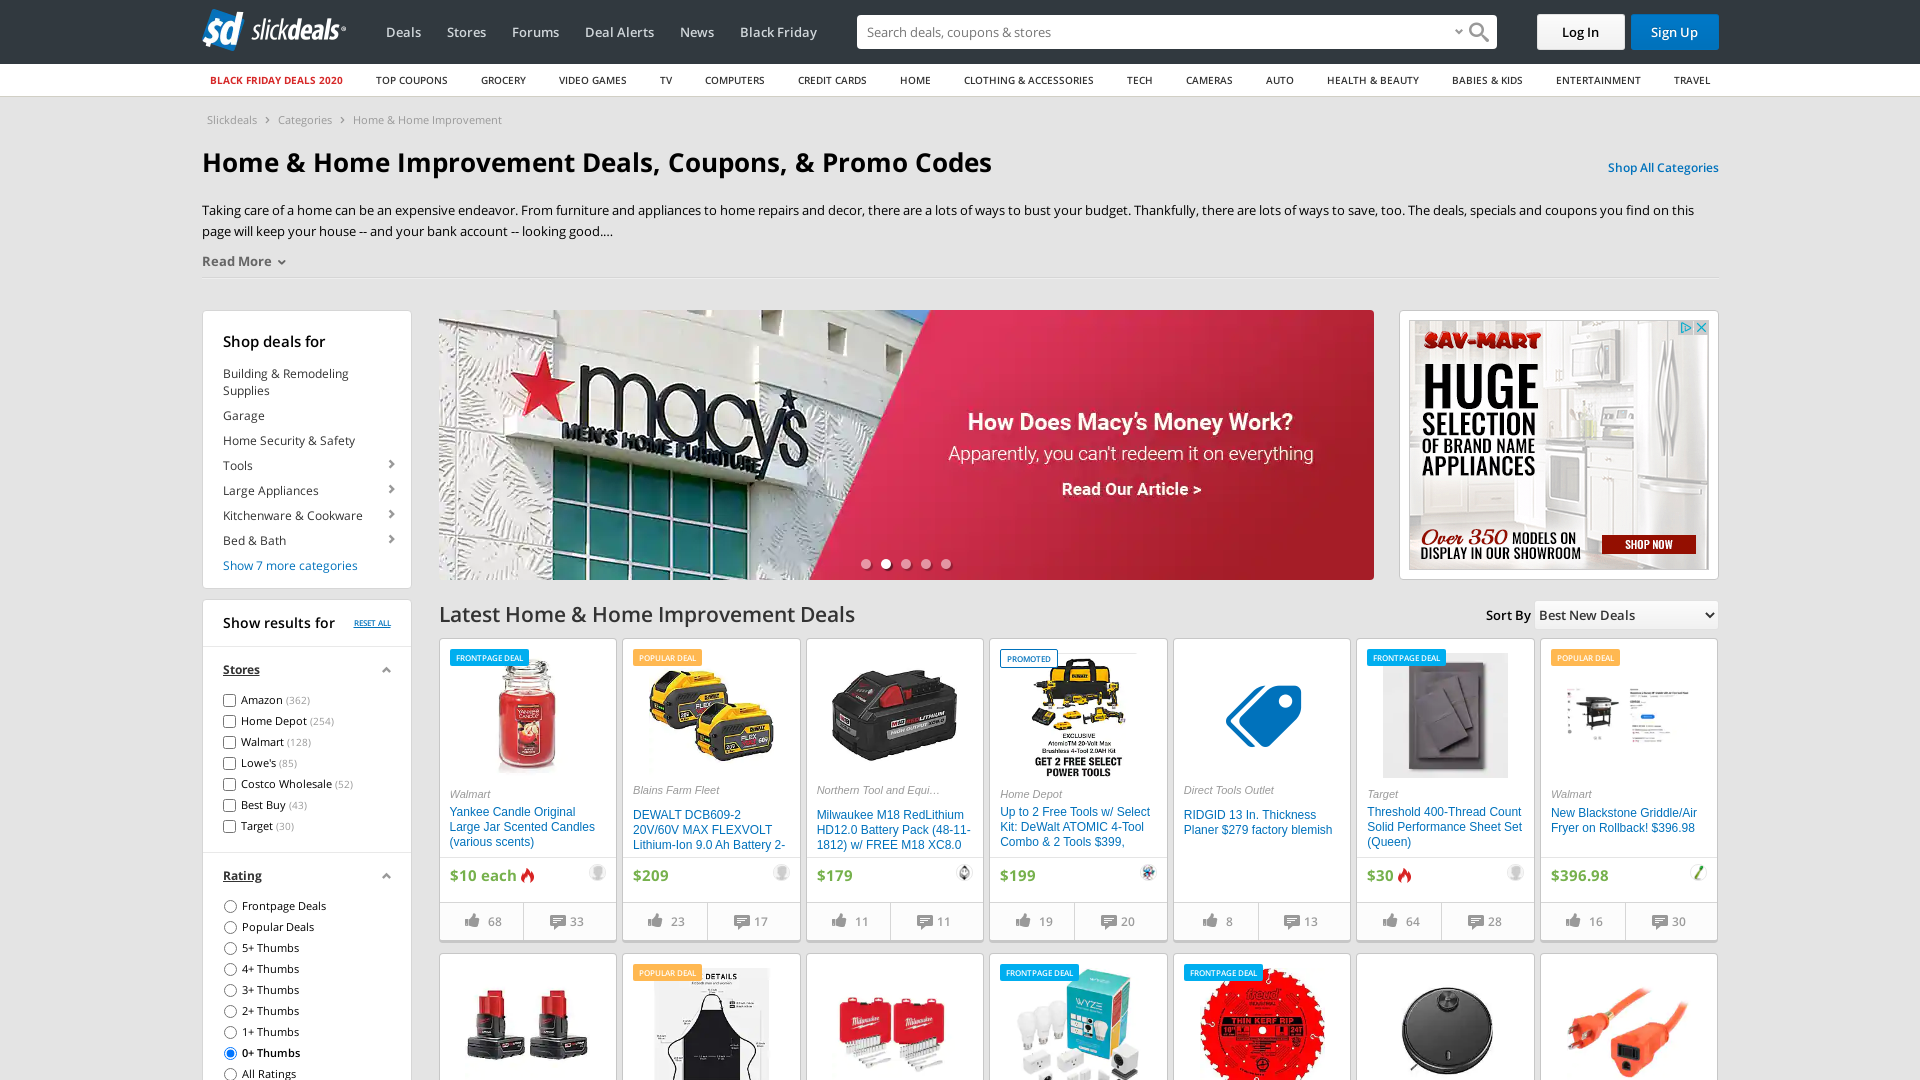 sd slickdeals
Deals
Stores
Forums
Deal Alerts
News
Black Friday
Search deals, coupons & stores
Log In
Sign Up
BLACK FRIDAY DEALS 2020
TOP COUPONS
GROCERY
VIDEO GAMES
TV
COMPUTERS
CREDIT CARDS
HOME
CLOTHING & ACCESSORIES
TECH
CAMERAS
AUTO
HEALTH & BEAUTY
BABIES & KIDS
ENTERTAINMENT
TRAVEL
Slickdeals > Categories > Home & Home Improvement
Home & Home Improvement Deals, Coupons, & Promo Codes
Shop All Categories
Taking care of a home can be an expensive endeavor. From furniture and appliances to home repairs and decor, there are a lots of ways to bust your budget. Thankfully, there are lots of ways to save, too. The deals, specials and coupons you find on this
page will keep your house -- and your bank account -- looking good....
Read More
Shop deals for
Building & Remodeling
Supplies
Garage
Home Security & Safety
Tools
Large Appliances
Kitchenware & Cookware
Bed & Bath
Show 7 more categories
macy's
MEN'S HOME FURNITURE
How Does Macy's Money Work?
Apparently, you can't redeem it on everything
Read Our Article >
SAV-MART
HUGE
SELECTION
OF BRAND NAME
APPLIANCES
Over 350 MODELS ON
DISPLAY IN OUR SHOWROOM
SHOP NOW
Show results for
RESET ALL
Stores
Amazon (362)
Home Depot (254)
Walmart (128)
Lowe's (85)
Costco Wholesale (52)
Best Buy (43)
Target (30)
Rating
Frontpage Deals
Popular Deals
5+ Thumbs
4+ Thumbs
3+ Thumbs
2+ Thumbs
1+ Thumbs
0+ Thumbs
All Ratings
Latest Home & Home Improvement Deals
Sort By
Best New Deals
FRONTPAGE DEAL
Walmart
Yankee Candle Original
Large Jar Scented Candles
(various scents)
$10 each
68
33
POPULAR DEAL
Blains Farm Fleet
DEWALT DCB609-2
20V/60V MAX FLEXVOLT
Lithium-Ion 9.0 Ah Battery 2-
$209
23
17
Northern Tool and Equi...
Milwaukee M18 RedLithium
HD12.0 Battery Pack (48-11-
1812) w/ FREE M18 XC8.0
$179
11
11
PROMOTED
EXCLUSIVE
AtomicTM 20-Volt Max
Brushless 4-Tool 2.0AH Kit
GET 2 FREE SELECT
POWER TOOLS
Home Depot
Up to 2 Free Tools w/ Select
Kit: DeWalt ATOMIC 4-Tool
Combo & 2 Tools $399,
$199
19
20
Direct Tools Outlet
RIDGID 13 In. Thickness
Planer $279 factory blemish
8
13
FRONTPAGE DEAL
Target
Threshold 400-Thread Count
Solid Performance Sheet Set
(Queen)
$30
64
28
POPULAR DEAL
Walmart
New Blackstone Griddle/Air
Fryer on Rollback! $396.98
$396.98
16
30
POPULAR DEAL
DETAILS
Milwaukee
FRONTPAGE DEAL
WYZE
FRONTPAGE DEAL
freud
THIN KERF RIP
10"
24T